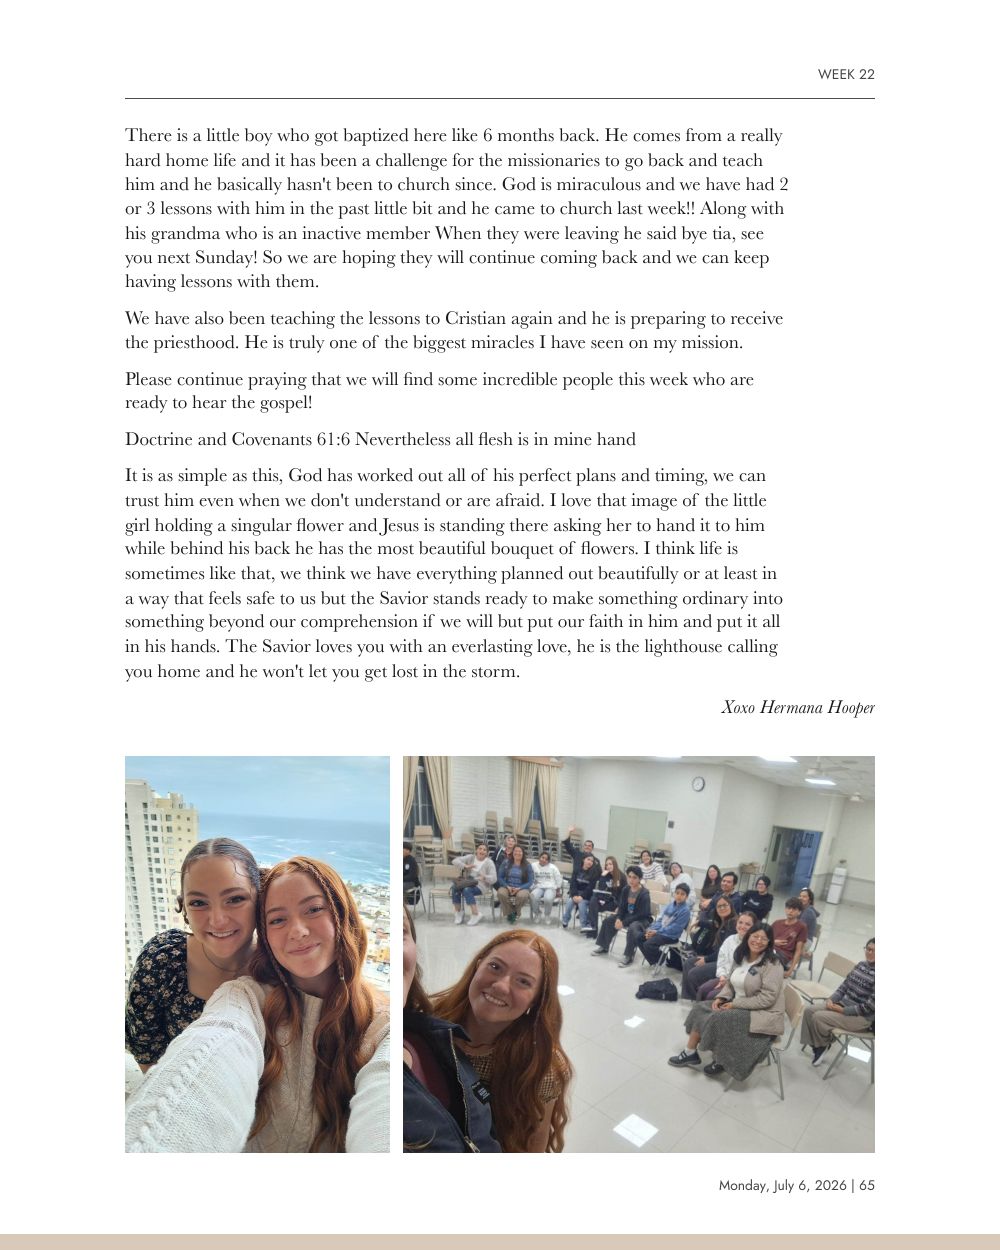 WEEK 22
There is a little boy who got baptized here like 6 months back. He comes from a really
hard home life and it has been a challenge for the missionaries to go back and teach
him and he basically hasn't been to church since. God is miraculous and we have had 2
or 3 lessons with him in the past little bit and he came to church last week!! Along with
his grandma who is an inactive member When they were leaving he said bye tia, see
you next Sunday! So we are hoping they will continue coming back and we can keep
having lessons with them.
We have also been teaching the lessons to Cristian again and he is preparing to receive
the priesthood. He is truly one of the biggest miracles I have seen on my mission.
Please continue praying that we will find some incredible people this week who are
ready to hear the gospel!
Doctrine and Covenants 61:6 Nevertheless all flesh is in mine hand
It is as simple as this, God has worked out all of his perfect plans and timing, we can
trust him even when we don't understand or are afraid. I love that image of the little
girl holding a singular flower and Jesus is standing there asking her to hand it to him
while behind his back he has the most beautiful bouquet of flowers. I think life is
sometimes like that, we think we have everything planned out beautifully or at least in
a way that feels safe to us but the Savior stands ready to make something ordinary into
something beyond our comprehension if we will but put our faith in him and put it all
in his hands. The Savior loves you with an everlasting love, he is the lighthouse calling
you home and he won't let you get lost in the storm.
Xoxo Hermana Hooper
Monday, July 6, 2026 | 65